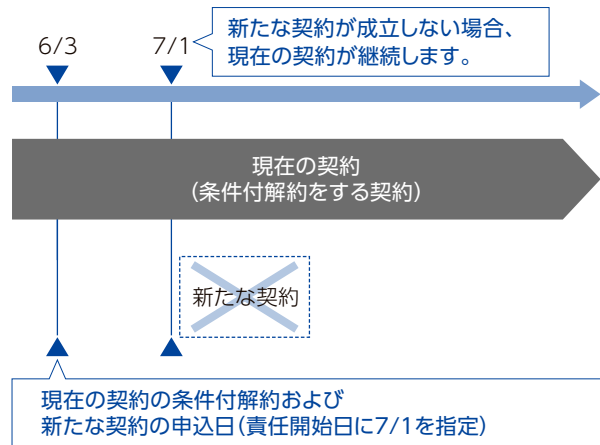 新たな契約が成立しない場合、
現在の契約が継続します。
6/3
7/1
現在の契約
(条件付解約をする契約)
新たな契約
現在の契約の条件付解約および
新たな契約の申込日(責任開始日に7/1を指定)